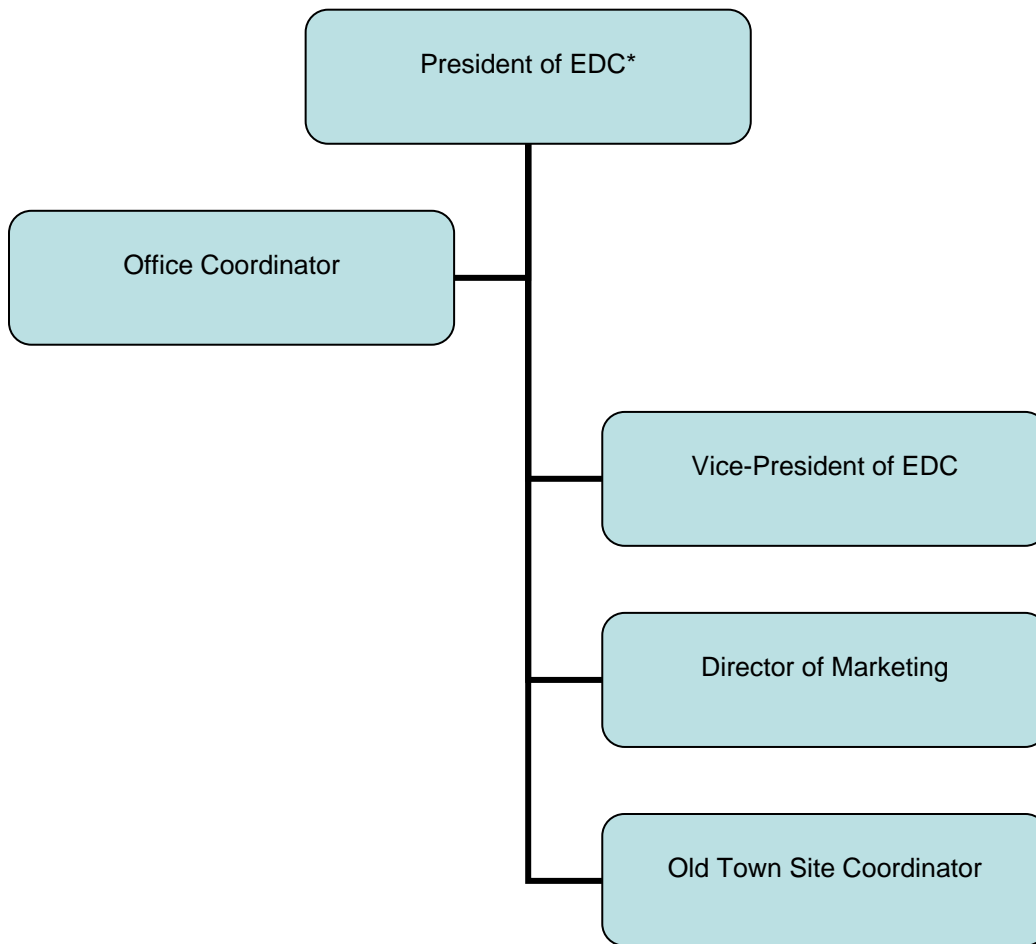 President of EDC*
Office Coordinator
Vice-President of EDC
Director of Marketing
Old Town Site Coordinator